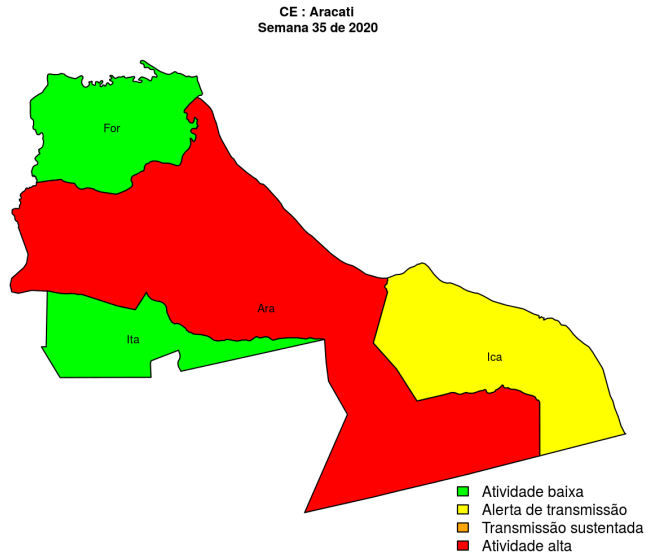 CE : Aracati
Semana 35 de 2020
For
Ara
Ita
Ica
Atividade baixa
Alerta de transmissão
Transmissão sustentada
Atividade alta